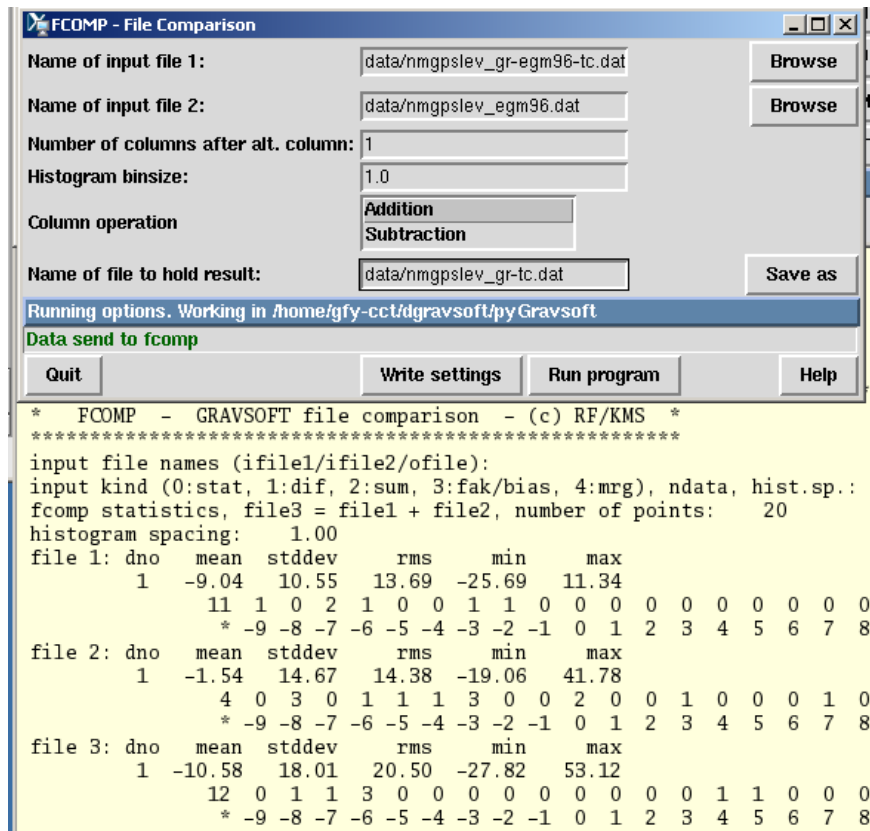 FCOMP - File Comparison
Name of input file 1: data/nmgpslev_gr-egm96-tc.dat Browse
Name of input file 2: data/nmgpslev_egm96.dat Browse
Number of columns after alt. column: 1
Histogram binsize: 1.0
Column operation Addition
Subtraction
Name of file to hold result: data/nmgpslev_gr-tc.dat Save as
Running options. Working in /home/gfy-cct/dgravsoft/pyGravsoft
Data send to fcomp
Quit Write settings Run program Help
* FCOMP - GRAVSOFT file comparison - (c) RF/KMS *
*******************************************************
input file names (ifile1/ifile2/ofile):
input kind (0:stat, 1:dif, 2:sum, 3:fak/bias, 4:mrg), ndata, hist.sp.:
fcomp statistics, file3 = file1 + file2, number of points: 20
histogram spacing: 1.00
file 1: dno mean stddev rms min max
1 -9.04 10.55 13.69 -25.69 11.34
11 1 0 2 1 0 0 1 1 0 0 0 0 0 0 0 0 0 0
* -9 -8 -7 -6 -5 -4 -3 -2 -1 0 1 2 3 4 5 6 7 8
file 2: dno mean stddev rms min max
1 -1.54 14.67 14.38 -19.06 41.78
4 0 3 0 1 1 1 3 0 0 2 0 0 1 0 0 0 1 0
* -9 -8 -7 -6 -5 -4 -3 -2 -1 0 1 2 3 4 5 6 7 8
file 3: dno mean stddev rms min max
1 -10.58 18.01 20.50 -27.82 53.12
12 0 1 1 3 0 0 0 0 0 0 0 0 0 1 1 0 0 0
* -9 -8 -7 -6 -5 -4 -3 -2 -1 0 1 2 3 4 5 6 7 8